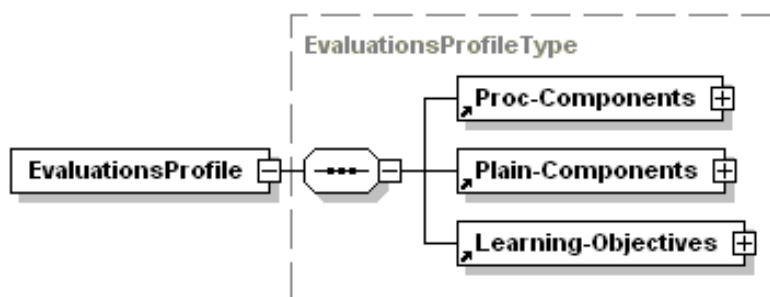 EvaluationsProfileType
Proc-Components
EvaluationsProfile
Plain-Components
Learning-Objectives